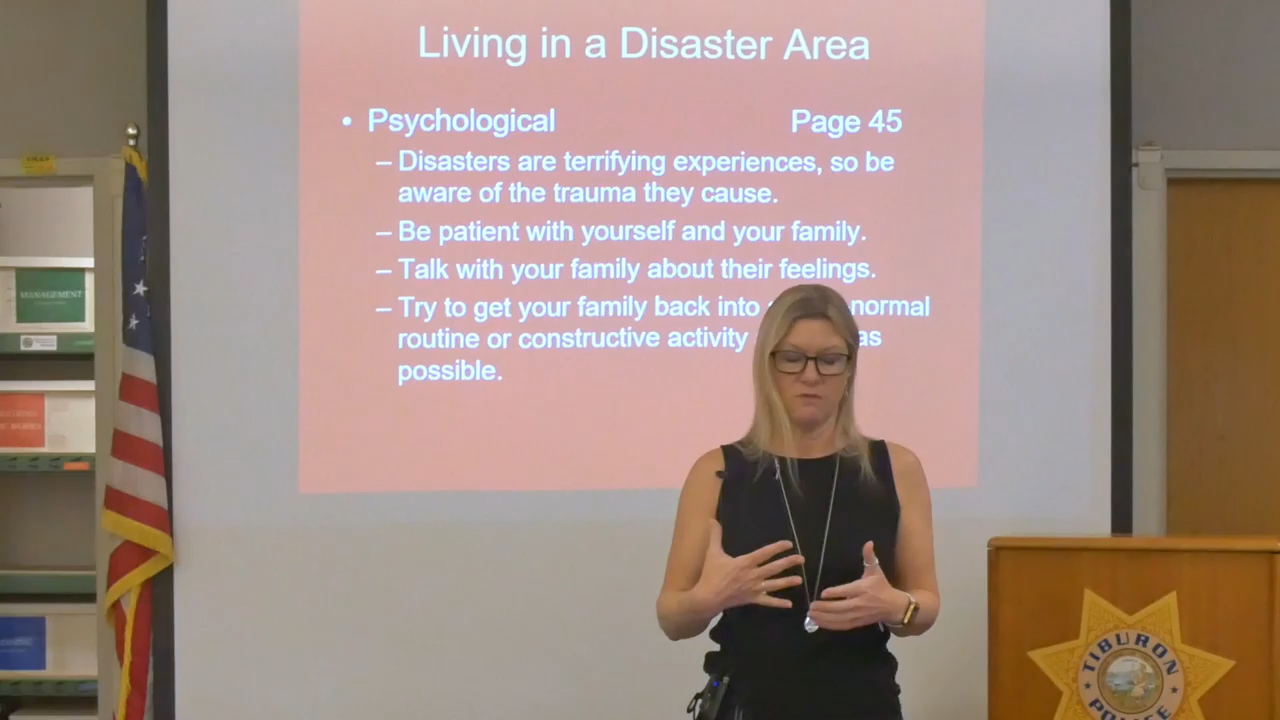 Living in a Disaster Area
• Psychological Page 45
– Disasters are terrifying experiences, so be
aware of the trauma they cause.
– Be patient with yourself and your family.
– Talk with your family about their feelings.
– Try to get your family back into normal
routine or constructive activity as
possible.
MANAGEMENT
TIBURON
POLICE